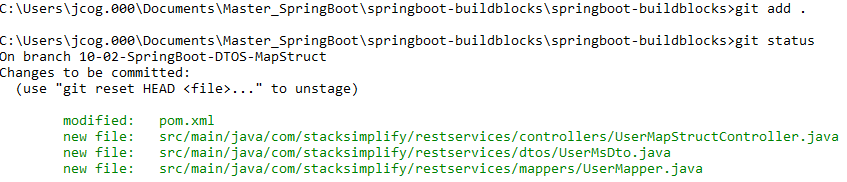 C:\Users\jcog.000\Documents\Master_SpringBoot\springboot-buildblocks\springboot-buildblocks>git add .
C:\Users\jcog.000\Documents\Master_SpringBoot\springboot-buildblocks\springboot-buildblocks>git status
On branch 10-02-SpringBoot-DTOS-MapStruct
Changes to be committed:
  (use "git reset HEAD <file>..." to unstage)
        modified:   pom.xml
        new file:   src/main/java/com/stacksimplify/restservices/controllers/UserMapStructController.java
        new file:   src/main/java/com/stacksimplify/restservices/dtos/UserMsDto.java
        new file:   src/main/java/com/stacksimplify/restservices/mappers/UserMapper.java